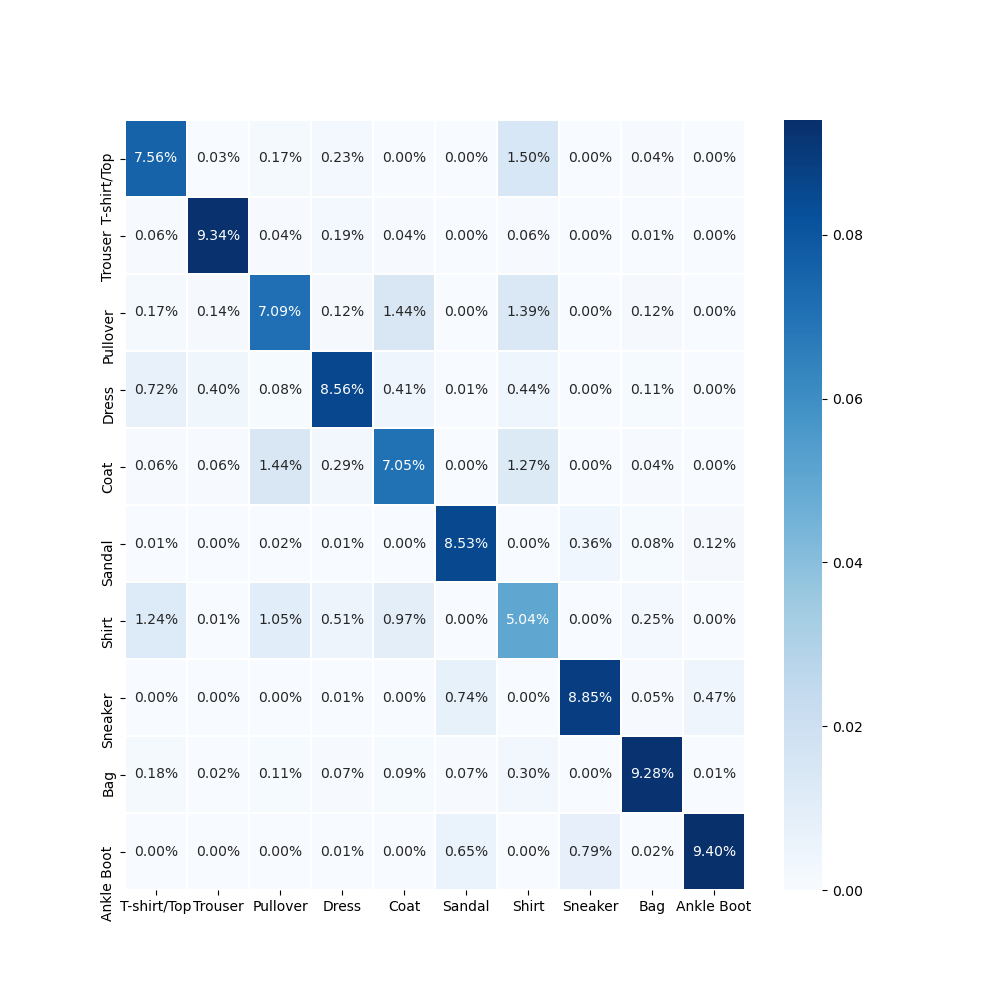 T-shirt/Top 7.56% 0.03% 0.17% 0.23% 0.00% 0.00% 1.50% 0.00% 0.04% 0.00%
Trouser 0.06% 9.34% 0.04% 0.19% 0.04% 0.00% 0.06% 0.00% 0.01% 0.00%
Pullover 0.17% 0.14% 7.09% 0.12% 1.44% 0.00% 1.39% 0.00% 0.12% 0.00%
Dress 0.72% 0.40% 0.08% 8.56% 0.41% 0.01% 0.44% 0.00% 0.11% 0.00%
Coat 0.06% 0.06% 1.44% 0.29% 7.05% 0.00% 1.27% 0.00% 0.04% 0.00%
Sandal 0.01% 0.00% 0.02% 0.01% 0.00% 8.53% 0.00% 0.36% 0.08% 0.12%
Shirt 1.24% 0.01% 1.05% 0.51% 0.97% 0.00% 5.04% 0.00% 0.25% 0.00%
Sneaker 0.00% 0.00% 0.00% 0.01% 0.00% 0.74% 0.00% 8.85% 0.05% 0.47%
Bag 0.18% 0.02% 0.11% 0.07% 0.09% 0.07% 0.30% 0.00% 9.28% 0.01%
Ankle Boot 0.00% 0.00% 0.00% 0.01% 0.00% 0.65% 0.00% 0.79% 0.02% 9.40%
T-shirt/Top Trouser Pullover Dress Coat Sandal Shirt Sneaker Bag Ankle Boot
0.08
0.06
0.04
0.02
0.00